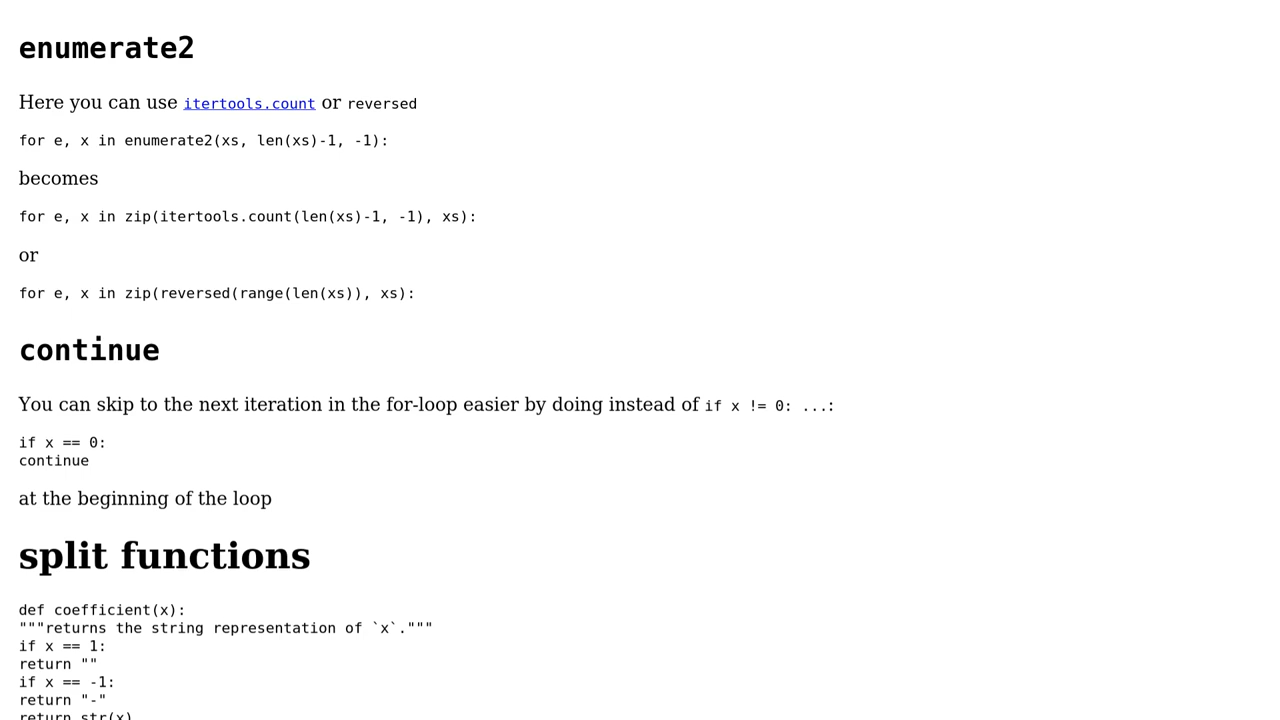 enumerate2
Here you can use itertools.count or reversed
for e, x in enumerate2(xs, len(xs)-1, -1):
becomes
for e, x in zip(itertools.count(len(xs)-1, -1), xs):
or
for e, x in zip(reversed(range(len(xs)), xs):
continue
You can skip to the next iteration in the for-loop easier by doing instead of if x != 0: ...:
if x == 0:
continue
at the beginning of the loop
split functions
def coefficient(x):
"""returns the string representation of `x`."""
if x == 1:
return ""
if x == -1:
return "-"
return str(x)